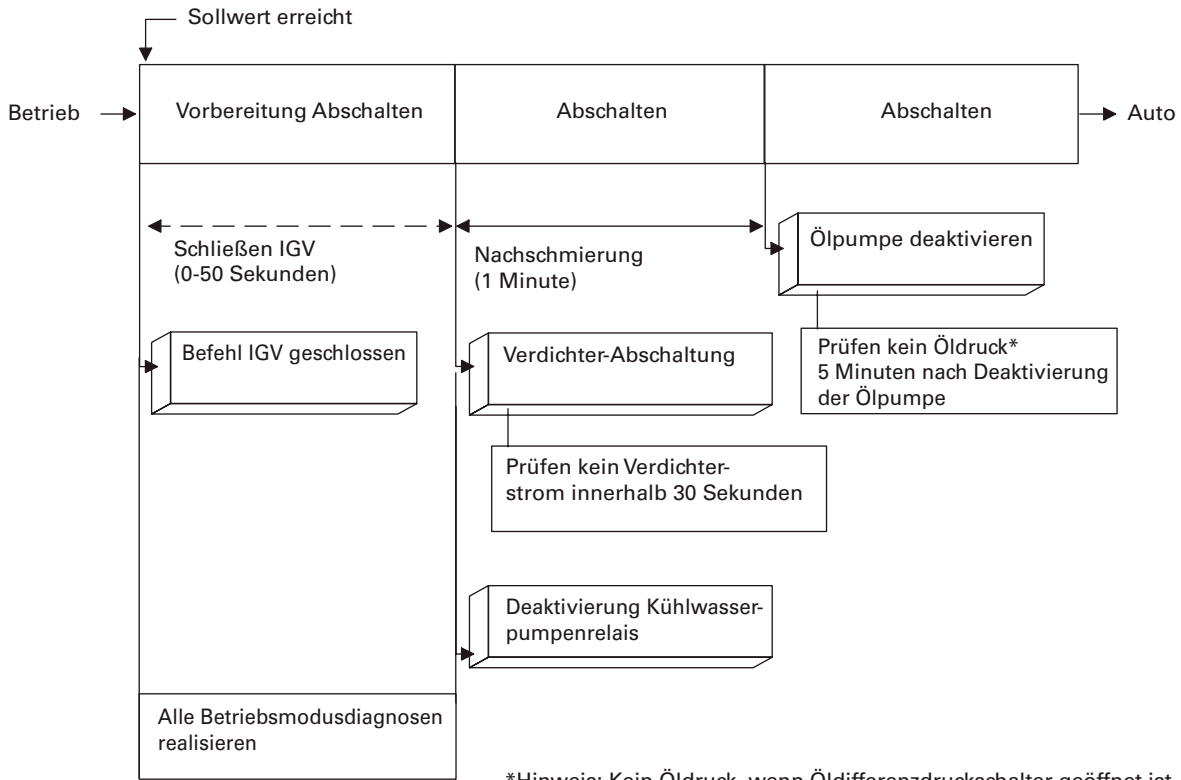 Sollwert erreicht
Betrieb
Vorbereitung Abschalten
Abschalten
Abschalten
Auto
Schließen IGV
(0-50 Sekunden)
Nachschmierung
(1 Minute)
Ölpumpe deaktivieren
Befehl IGV geschlossen
Verdichter-Abschaltung
Prüfen kein Öldruck*
5 Minuten nach Deaktivierung
der Ölpumpe
Prüfen kein Verdichter-
strom innerhalb 30 Sekunden
Deaktivierung Kühlwasser-
pumpenrelais
Alle Betriebsmodusdiagnosen
realisieren
*Hinweis: Kein Öldruck, wenn Öldifferenzdruckschalter geöffnet ist